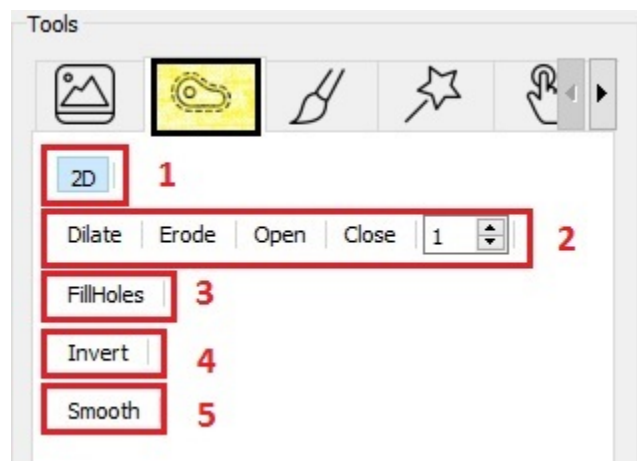 Tools
2D 1
Dilate Erode Open Close 1 2
FillHoles 3
Invert 4
Smooth 5